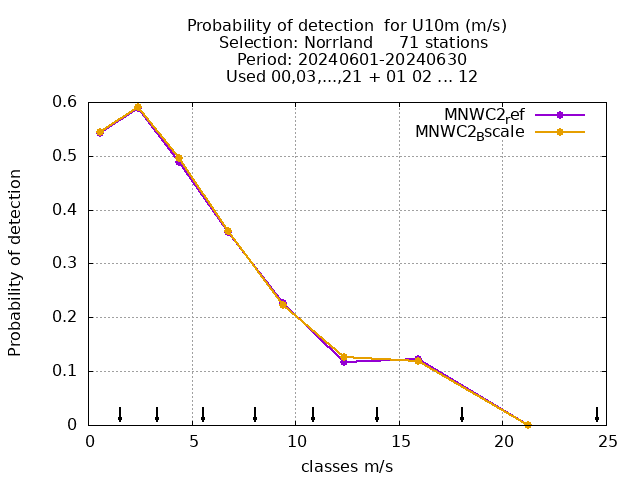 Probability of detection  for U10m (m/s)
Selection: Norrland     71 stations
Period: 20240601-20240630
Used 00,03,...,21 + 01 02 ... 12
MNWC2ref
MNWC2Bscale
Probability of detection
0.6
0.5
0.4
0.3
0.2
0.1
0
0 5 10 15 20 25
classes m/s